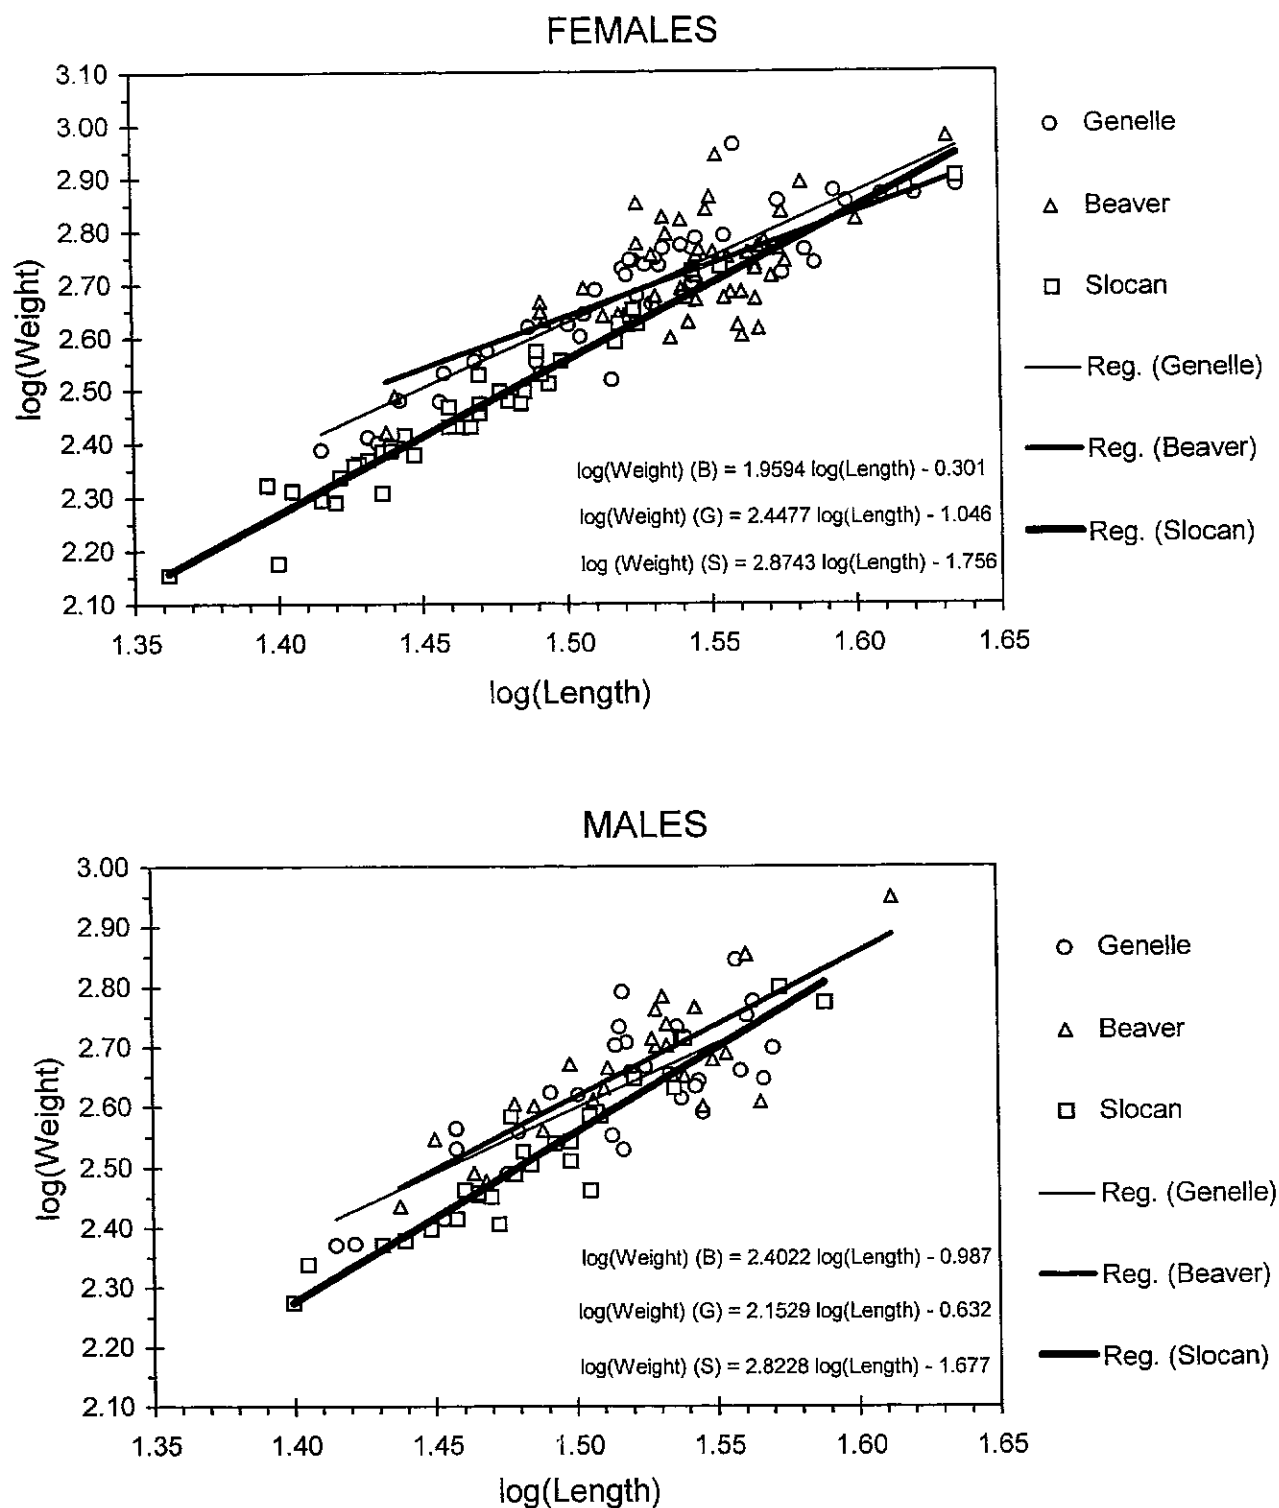 FEMALES
3.10
3.00
2.90
2.80
2.70
2.60
2.50
2.40
2.30
2.20
2.10
log(Weight)
1.35 1.40 1.45 1.50 1.55 1.60 1.65
log(Length)
log(Weight) (B) = 1.9594 log(Length) - 0.301
log(Weight) (G) = 2.4477 log(Length) - 1.046
log (Weight) (S) = 2.8743 log(Length) - 1.756
Genelle
Beaver
Slocan
Reg. (Genelle)
Reg. (Beaver)
Reg. (Slocan)
MALES
3.00
2.90
2.80
2.70
2.60
2.50
2.40
2.30
2.20
2.10
log(Weight)
1.35 1.40 1.45 1.50 1.55 1.60 1.65
log(Length)
log(Weight) (B) = 2.4022 log(Length) - 0.987
log(Weight) (G) = 2.1529 log(Length) - 0.632
log(Weight) (S) = 2.8228 log(Length) - 1.677
Genelle
Beaver
Slocan
Reg. (Genelle)
Reg. (Beaver)
Reg. (Slocan)